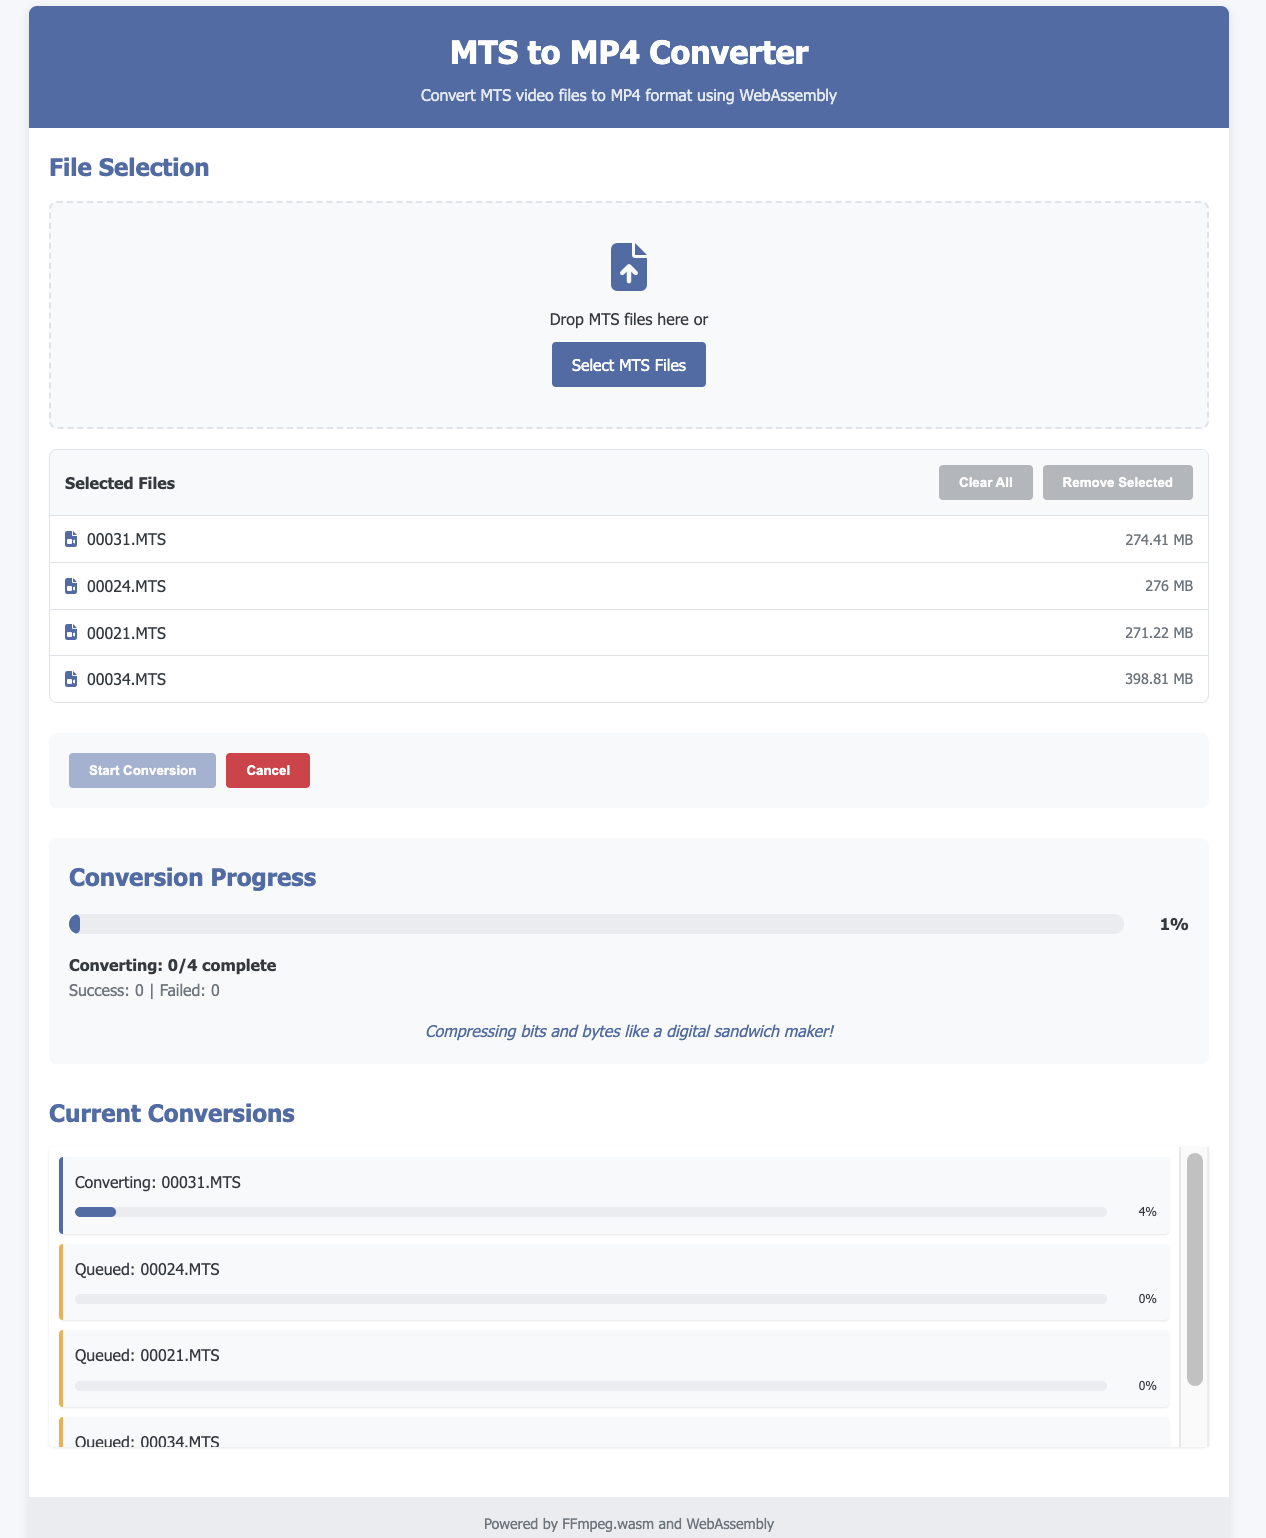 MTS to MP4 Converter
Convert MTS video files to MP4 format using WebAssembly
File Selection
Drop MTS files here or
Select MTS Files
Selected Files
Clear All
Remove Selected
00031.MTS
274.41 MB
00024.MTS
276 MB
00021.MTS
271.22 MB
00034.MTS
398.81 MB
Start Conversion
Cancel
Conversion Progress
1%
Converting: 0/4 complete
Success: 0 | Failed: 0
Compressing bits and bytes like a digital sandwich maker!
Current Conversions
Converting: 00031.MTS
4%
Queued: 00024.MTS
0%
Queued: 00021.MTS
0%
Queued: 00034.MTS
Powered by FFmpeg.wasm and WebAssembly